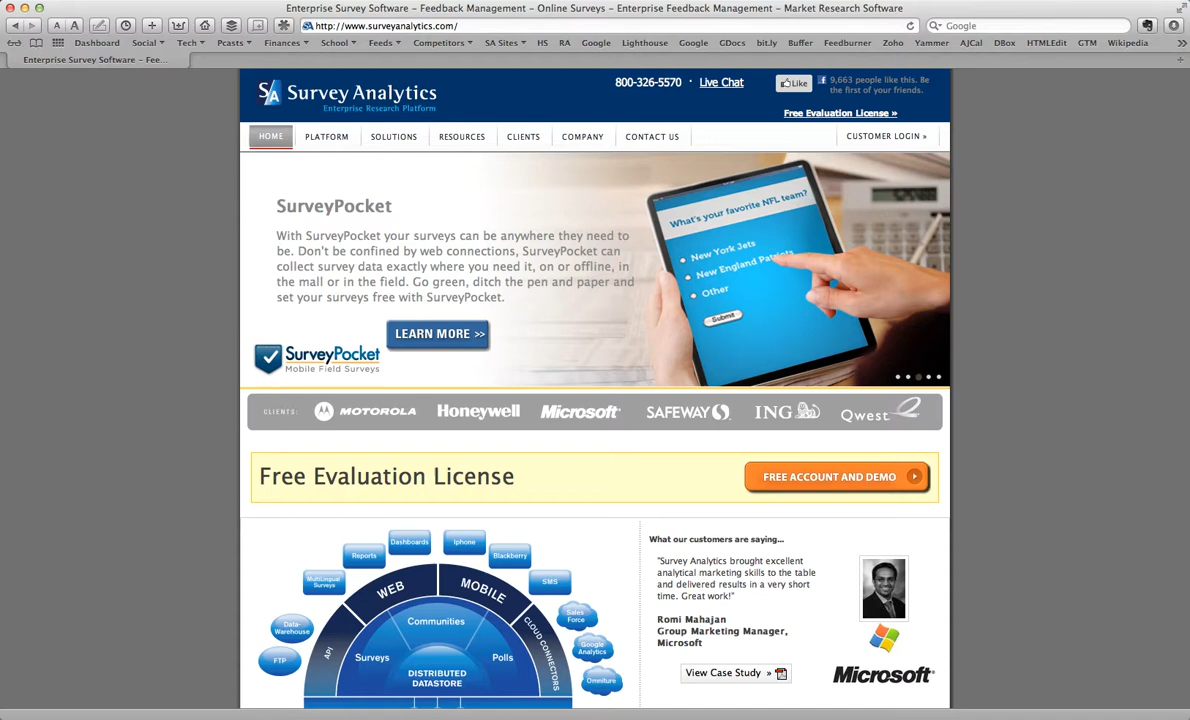 Enterprise Survey Software - Feedback Management - Online Surveys - Enterprise Feedback Management - Market Research Software
A A http://www.surveyanalytics.com/ Google
Dashboard Social Tech Pcasts Finances School Feeds Competitors SA Sites HS RA Google Lighthouse Google GDocs bit.ly Buffer Feedburner Zoho Yammer AJCal DBox HTMLEdit GTM Wikipedia »
Enterprise Survey Software - Fee...
SA Survey Analytics
Enterprise Research Platform
800-326-5570 · Live Chat
Like
9,663 people like this. Be
the first of your friends.
Free Evaluation License »
HOME PLATFORM SOLUTIONS RESOURCES CLIENTS COMPANY CONTACT US CUSTOMER LOGIN »
SurveyPocket
With SurveyPocket your surveys can be anywhere they need to
be. Don't be confined by web connections, SurveyPocket can
collect survey data exactly where you need it, on or offline, in
the mall or in the field. Go green, ditch the pen and paper and
set your surveys free with SurveyPocket.
LEARN MORE >>
SurveyPocket
Mobile Field Surveys
What's your favorite NFL team?
New York Jets
New England Patriots
Other
Submit
CLIENTS: MOTOROLA Honeywell Microsoft SAFEWAY ING Qwest
Free Evaluation License
FREE ACCOUNT AND DEMO
Dashboards
Iphone
Reports
Blackberry
MultiLingual
Surveys
SMS
WEB
MOBILE
Data-
Warehouse
Sales
Force
Communities
FTP
API
Surveys
Polls
CLOUD CONNECTORS
Google
Analytics
DISTRIBUTED
DATASTORE
Omniture
What our customers are saying...
"Survey Analytics brought excellent
analytical marketing skills to the table
and delivered results in a very short
time. Great work!"
Romi Mahajan
Group Marketing Manager,
Microsoft
View Case Study »
Microsoft